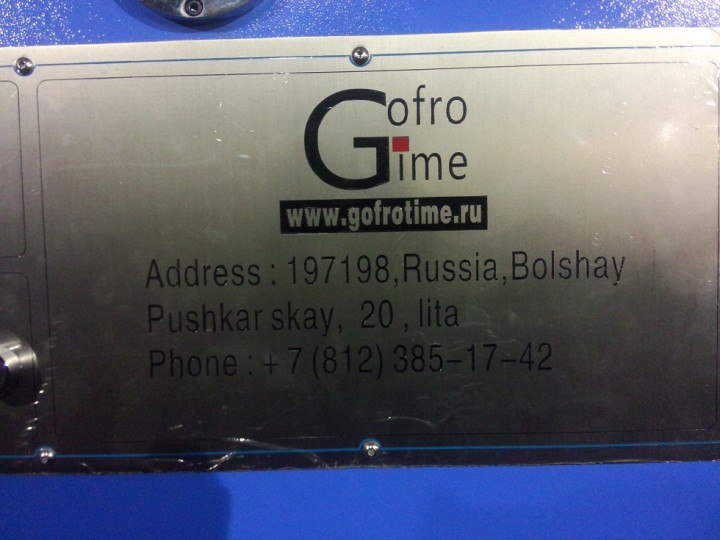 Gofro
Time
www.gofrotime.ru
Address : 197198,Russia,Bolshay
Pushkar skay, 20 , lita
Phone : + 7 (812) 385-17-42